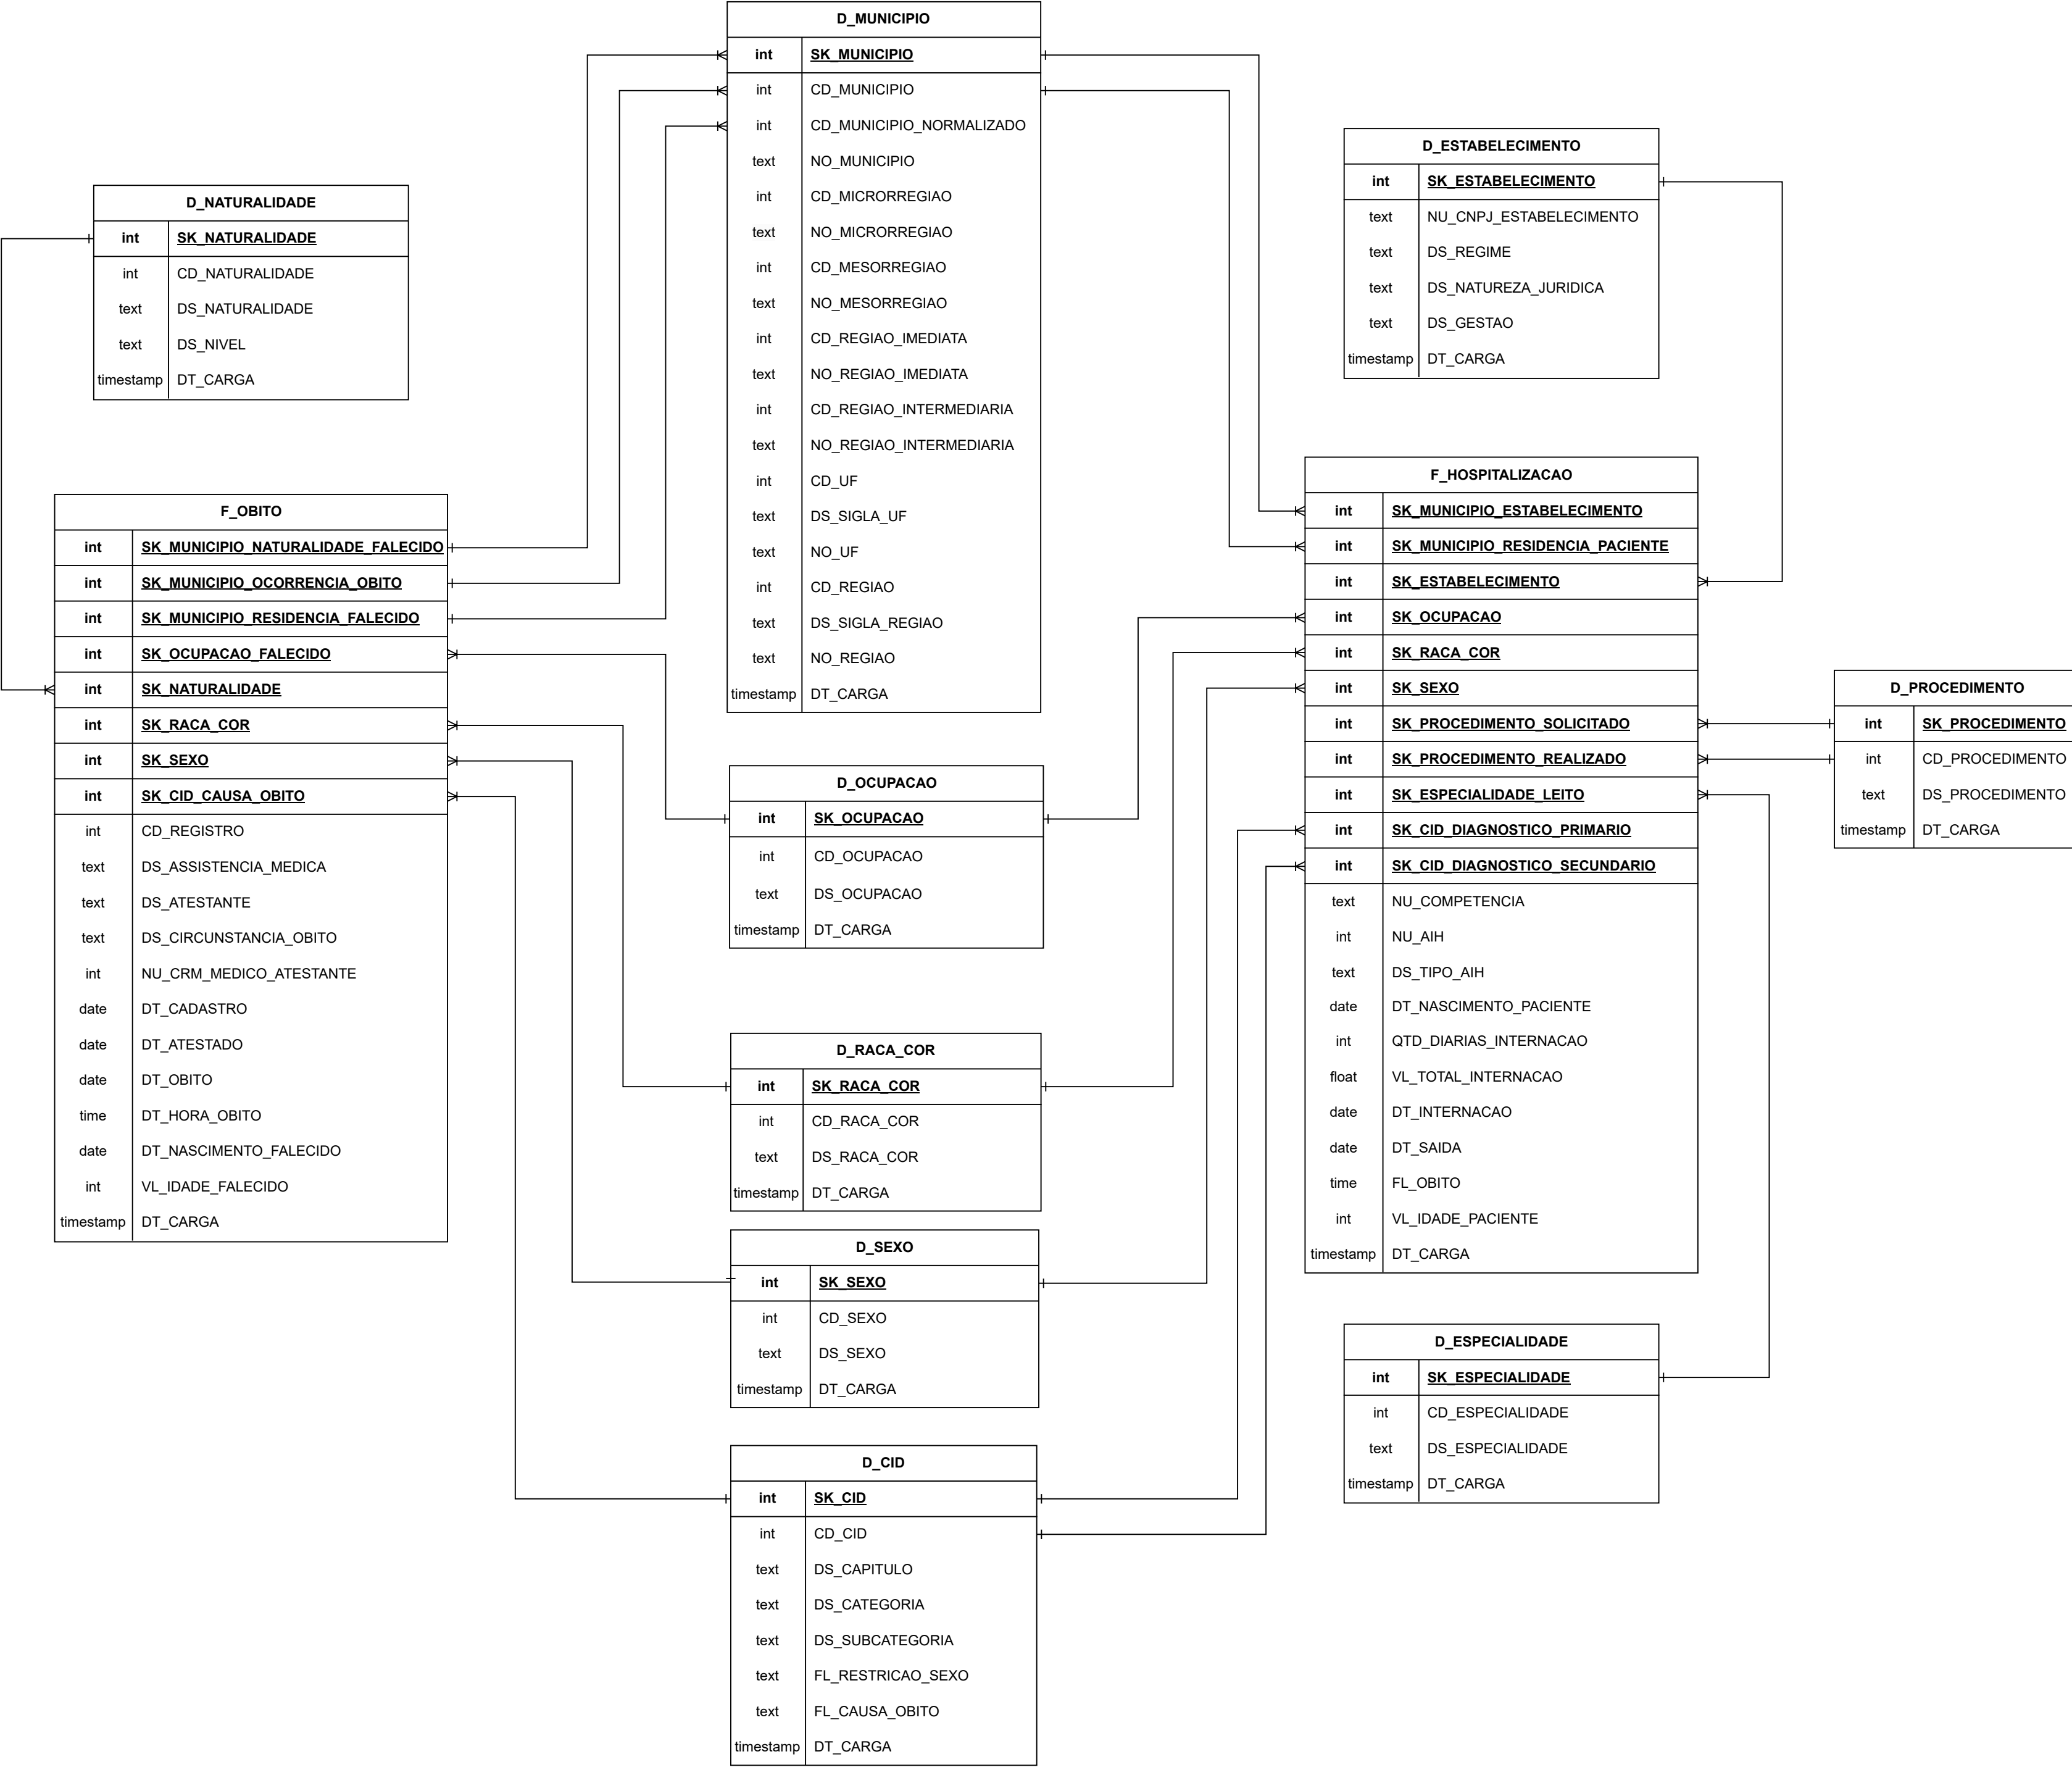 D_MUNICIPIO
int SK_MUNICIPIO
int CD_MUNICIPIO
int CD_MUNICIPIO_NORMALIZADO
text NO_MUNICIPIO
int CD_MICRORREGIAO
text NO_MICRORREGIAO
int CD_MESORREGIAO
text NO_MESORREGIAO
int CD_REGIAO_IMEDIATA
text NO_REGIAO_IMEDIATA
int CD_REGIAO_INTERMEDIARIA
text NO_REGIAO_INTERMEDIARIA
int CD_UF
text DS_SIGLA_UF
text NO_UF
int CD_REGIAO
text DS_SIGLA_REGIAO
text NO_REGIAO
timestamp DT_CARGA
D_ESTABELECIMENTO
int SK_ESTABELECIMENTO
text NU_CNPJ_ESTABELECIMENTO
text DS_REGIME
text DS_NATUREZA_JURIDICA
text DS_GESTAO
timestamp DT_CARGA
D_NATURALIDADE
int SK_NATURALIDADE
int CD_NATURALIDADE
text DS_NATURALIDADE
text DS_NIVEL
timestamp DT_CARGA
F_OBITO
int SK_MUNICIPIO_NATURALIDADE_FALECIDO
int SK_MUNICIPIO_OCORRENCIA_OBITO
int SK_MUNICIPIO_RESIDENCIA_FALECIDO
int SK_OCUPACAO_FALECIDO
int SK_NATURALIDADE
int SK_RACA_COR
int SK_SEXO
int SK_CID_CAUSA_OBITO
int CD_REGISTRO
text DS_ASSISTENCIA_MEDICA
text DS_ATESTANTE
text DS_CIRCUNSTANCIA_OBITO
int NU_CRM_MEDICO_ATESTANTE
date DT_CADASTRO
date DT_ATESTADO
date DT_OBITO
time DT_HORA_OBITO
date DT_NASCIMENTO_FALECIDO
int VL_IDADE_FALECIDO
timestamp DT_CARGA
F_HOSPITALIZACAO
int SK_MUNICIPIO_ESTABELECIMENTO
int SK_MUNICIPIO_RESIDENCIA_PACIENTE
int SK_ESTABELECIMENTO
int SK_OCUPACAO
int SK_RACA_COR
int SK_SEXO
int SK_PROCEDIMENTO_SOLICITADO
int SK_PROCEDIMENTO_REALIZADO
int SK_ESPECIALIDADE_LEITO
int SK_CID_DIAGNOSTICO_PRIMARIO
int SK_CID_DIAGNOSTICO_SECUNDARIO
text NU_COMPETENCIA
int NU_AIH
text DS_TIPO_AIH
date DT_NASCIMENTO_PACIENTE
int QTD_DIARIAS_INTERNACAO
float VL_TOTAL_INTERNACAO
date DT_INTERNACAO
date DT_SAIDA
time FL_OBITO
int VL_IDADE_PACIENTE
timestamp DT_CARGA
D_PROCEDIMENTO
int SK_PROCEDIMENTO
int CD_PROCEDIMENTO
text DS_PROCEDIMENTO
timestamp DT_CARGA
D_OCUPACAO
int SK_OCUPACAO
int CD_OCUPACAO
text DS_OCUPACAO
timestamp DT_CARGA
D_RACA_COR
int SK_RACA_COR
int CD_RACA_COR
text DS_RACA_COR
timestamp DT_CARGA
D_SEXO
int SK_SEXO
int CD_SEXO
text DS_SEXO
timestamp DT_CARGA
D_ESPECIALIDADE
int SK_ESPECIALIDADE
int CD_ESPECIALIDADE
text DS_ESPECIALIDADE
timestamp DT_CARGA
D_CID
int SK_CID
int CD_CID
text DS_CAPITULO
text DS_CATEGORIA
text DS_SUBCATEGORIA
text FL_RESTRICAO_SEXO
text FL_CAUSA_OBITO
timestamp DT_CARGA